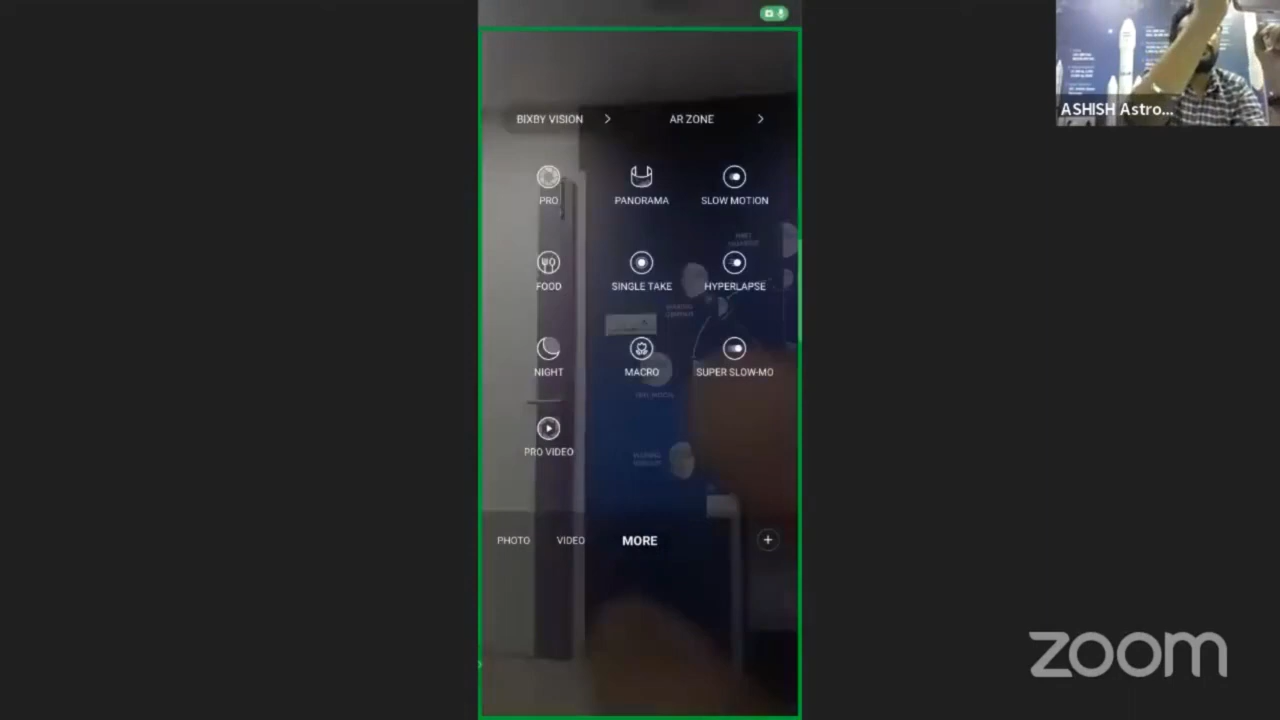 BIXBY VISION
AR ZONE
PRO
PANORAMA
SLOW MOTION
FOOD
SINGLE TAKE
HYPERLAPSE
NIGHT
MACRO
SUPER SLOW-MO
PRO VIDEO
PHOTO
VIDEO
MORE
ASHISH Astro...
zoom